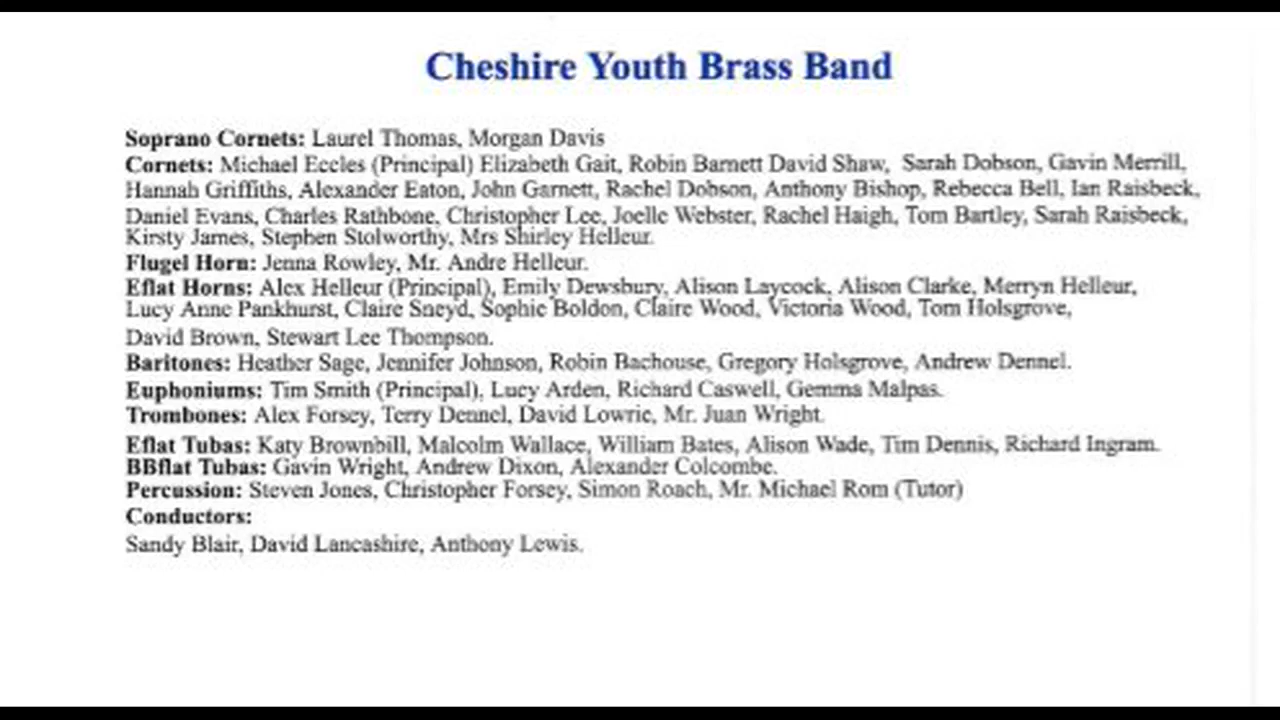 Cheshire Youth Brass Band
Soprano Cornets: Laurel Thomas, Morgan Davis
Cornets: Michael Eccles (Principal) Elizabeth Gait, Robin Barnett David Shaw, Sarah Dobson, Gavin Merrill,
Hannah Griffiths, Alexander Eaton, John Garnett, Rachel Dobson, Anthony Bishop, Rebecca Bell, Ian Raisbeck,
Daniel Evans, Charles Rathbone, Christopher Lee, Joelle Webster, Rachel Haigh, Tom Bartley, Sarah Raisbeck,
Kirsty James, Stephen Stolworthy, Mrs Shirley Helleur.
Flugel Horn: Jenna Rowley, Mr. Andre Helleur.
Eflat Horns: Alex Helleur (Principal), Emily Dewsbury, Alison Laycock, Alison Clarke, Merryn Helleur,
Lucy Anne Pankhurst, Claire Sneyd, Sophie Boldon, Claire Wood, Victoria Wood, Tom Holsgrove,
David Brown, Stewart Lee Thompson.
Baritones: Heather Sage, Jennifer Johnson, Robin Bachouse, Gregory Holsgrove, Andrew Dennel.
Euphoniums: Tim Smith (Principal), Lucy Arden, Richard Caswell, Gemma Malpas.
Trombones: Alex Forsey, Terry Dennel, David Lowrie, Mr. Juan Wright.
Eflat Tubas: Katy Brownbill, Malcolm Wallace, William Bates, Alison Wade, Tim Dennis, Richard Ingram.
BBflat Tubas: Gavin Wright, Andrew Dixon, Alexander Colcombe.
Percussion: Steven Jones, Christopher Forsey, Simon Roach, Mr. Michael Rom (Tutor)
Conductors:
Sandy Blair, David Lancashire, Anthony Lewis.